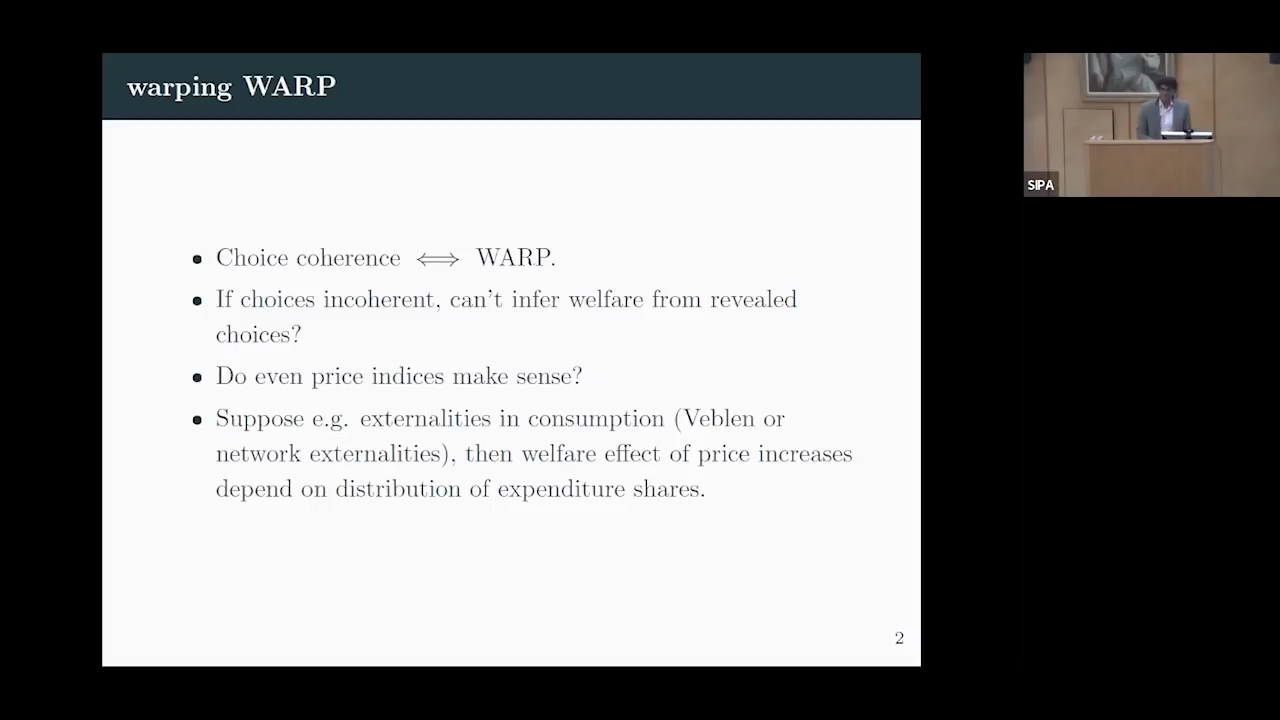 warping WARP
• Choice coherence ⟺ WARP.
• If choices incoherent, can't infer welfare from revealed
choices?
• Do even price indices make sense?
• Suppose e.g. externalities in consumption (Veblen or
network externalities), then welfare effect of price increases
depend on distribution of expenditure shares.
2
SIPA